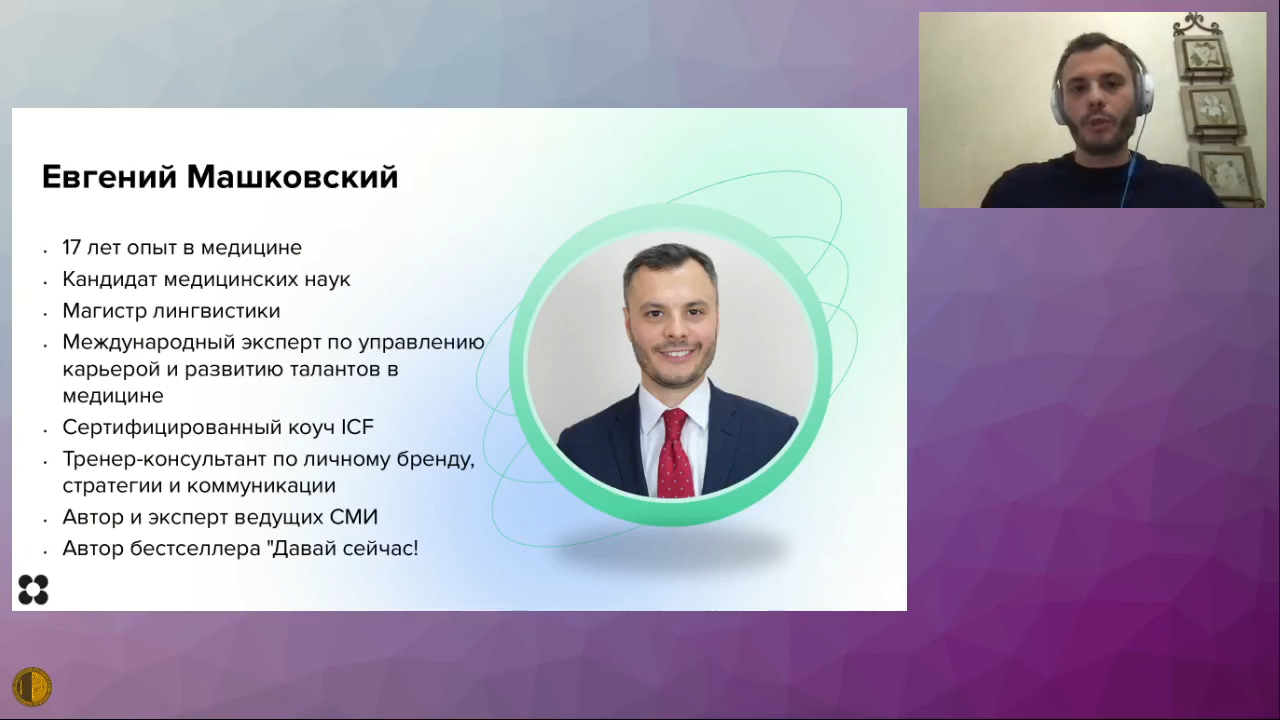 Евгений Машковский
17 лет опыт в медицине
Кандидат медицинских наук
Магистр лингвистики
Международный эксперт по управлению
карьерой и развитию талантов в
медицине
Сертифицированный коуч ICF
Тренер-консультант по личному бренду,
стратегии и коммуникации
Автор и эксперт ведущих СМИ
Автор бестселлера "Давай сейчас!